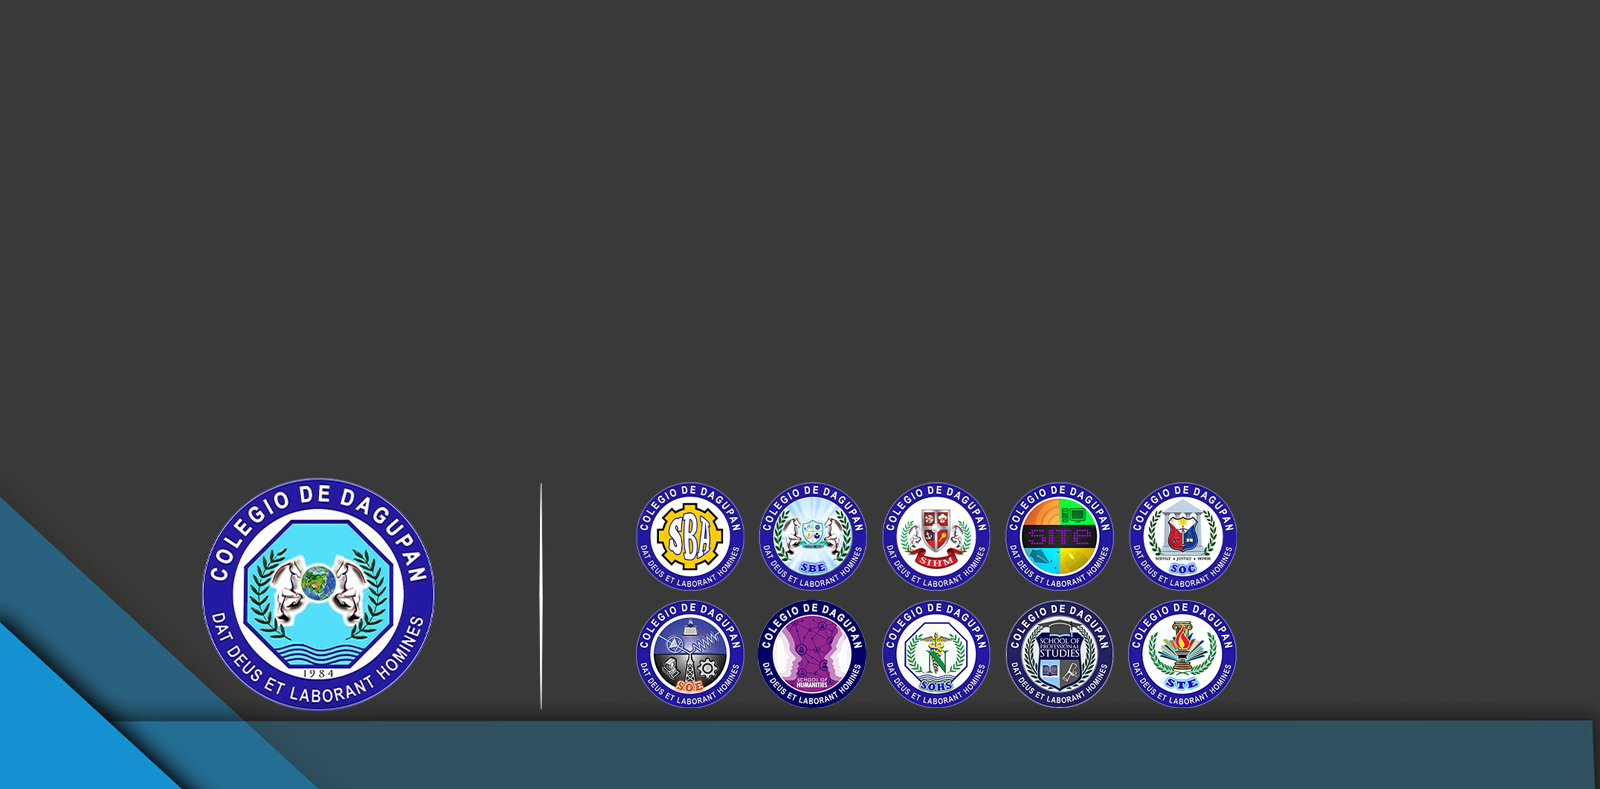 COLEGIO DE DAGUPAN
1984
DAT DEUS ET LABORANT HOMINES
COLEGIO DE DAGUPAN
SBA
DAT DEUS ET LABORANT HOMINES
COLEGIO DE DAGUPAN
SBE
DAT DEUS ET LABORANT HOMINES
COLEGIO DE DAGUPAN
SIHM
DAT DEUS ET LABORANT HOMINES
COLEGIO DE DAGUPAN
SITE
DAT DEUS ET LABORANT HOMINES
COLEGIO DE DAGUPAN
SERVICE • JUSTICE • HONOR
SOC
DAT DEUS ET LABORANT HOMINES
COLEGIO DE DAGUPAN
SOE
DAT DEUS ET LABORANT HOMINES
COLEGIO DE DAGUPAN
SCHOOL OF
HUMANITIES
DAT DEUS ET LABORANT HOMINES
COLEGIO DE DAGUPAN
SOHS
DAT DEUS ET LABORANT HOMINES
COLEGIO DE DAGUPAN
SCHOOL OF
PROFESSIONAL
STUDIES
DAT DEUS ET LABORANT HOMINES
COLEGIO DE DAGUPAN
STE
DAT DEUS ET LABORANT HOMINES